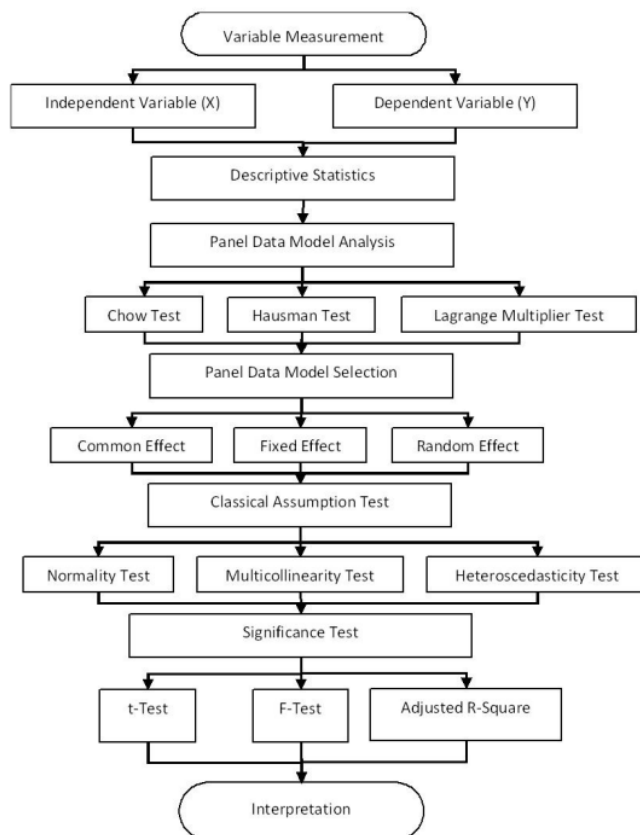 Variable Measurement
Independent Variable (X)
Dependent Variable (Y)
Descriptive Statistics
Panel Data Model Analysis
Chow Test
Hausman Test
Lagrange Multiplier Test
Panel Data Model Selection
Common Effect
Fixed Effect
Random Effect
Classical Assumption Test
Normality Test
Multicollinearity Test
Heteroscedasticity Test
Significance Test
t-Test
F-Test
Adjusted R-Square
Interpretation